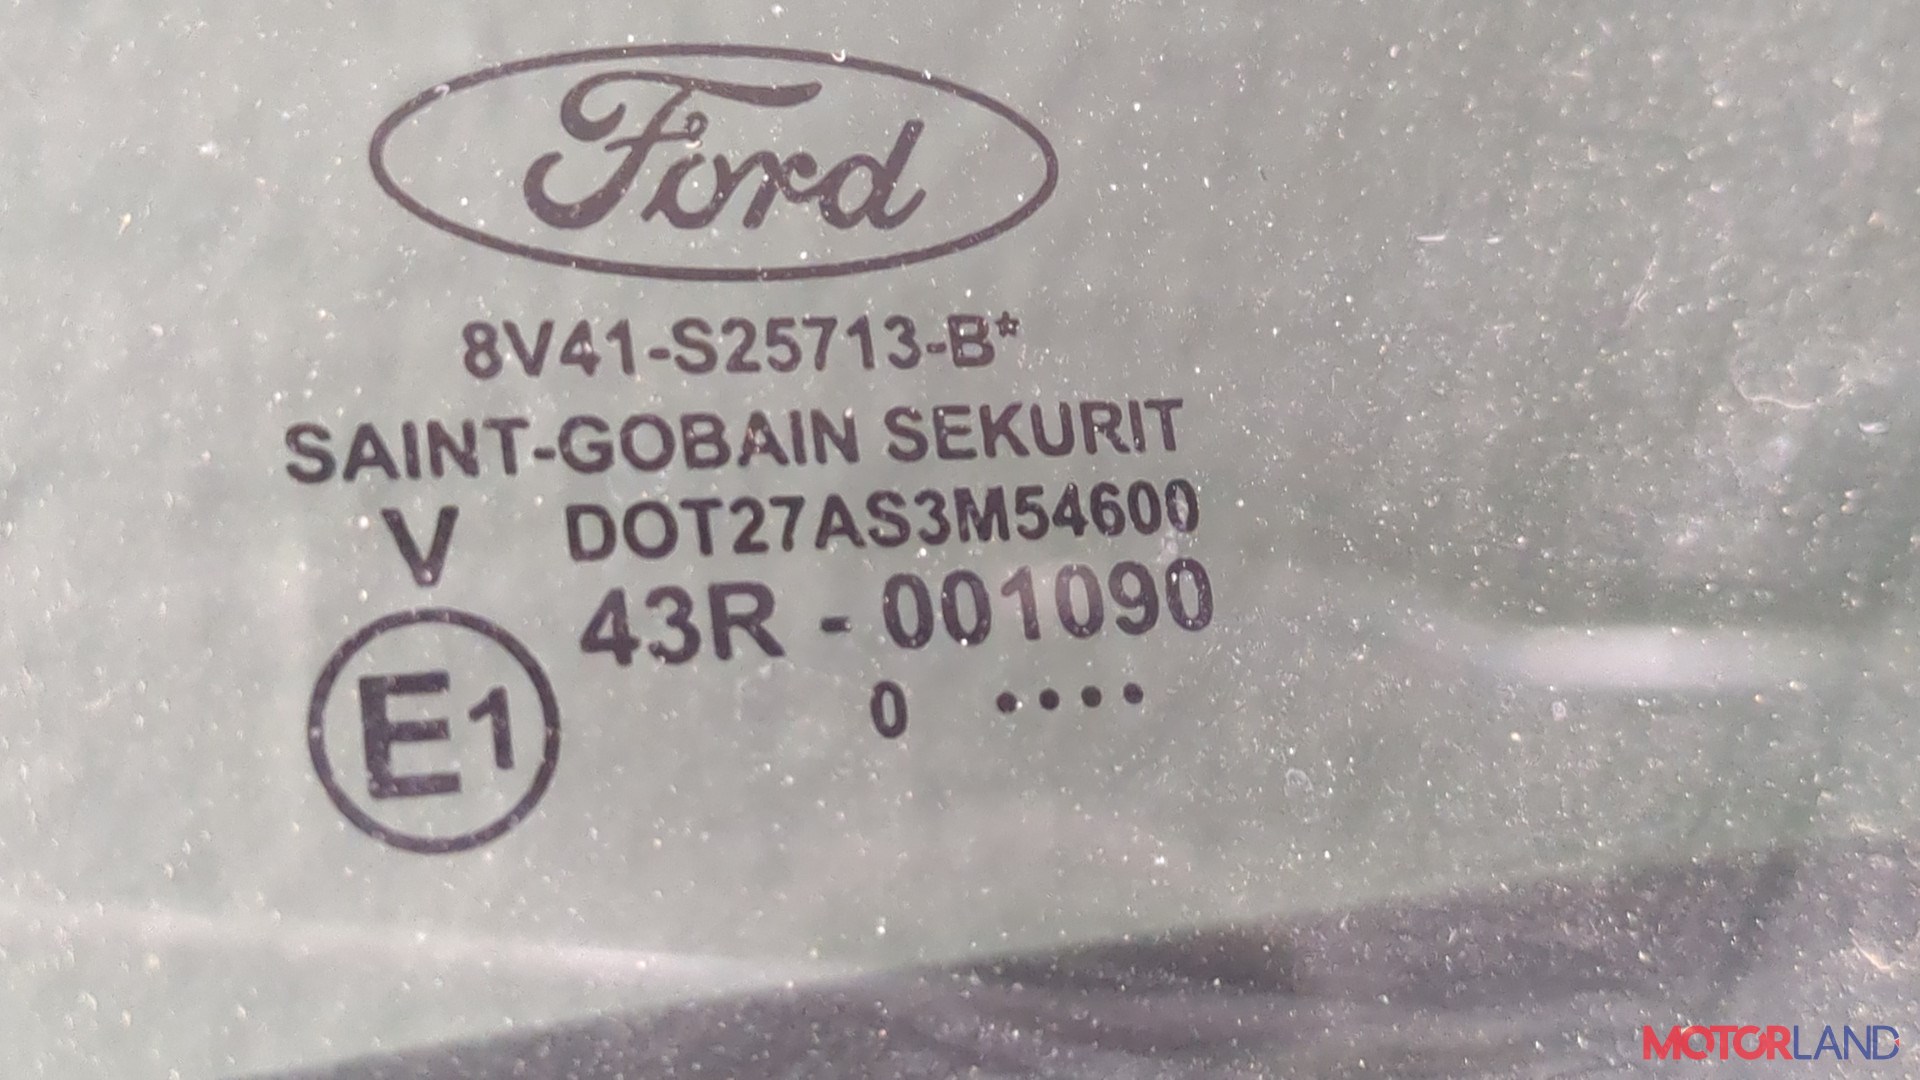 Ford
8V41-S25713-B*
SAINT-GOBAIN SEKURIT
V DOT27AS3M54600
43R - 001090
E1
0 ····
MOTORLAND